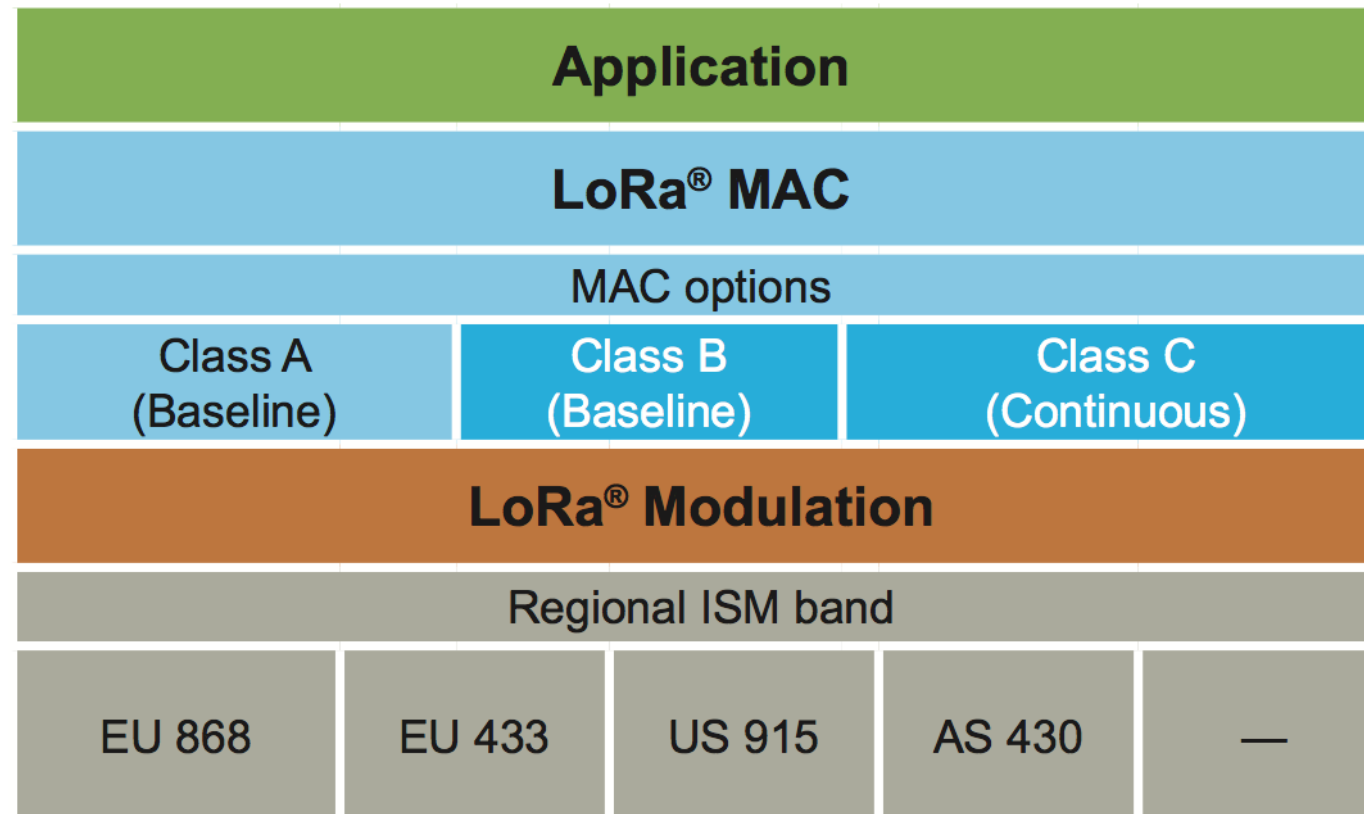 Application
LoRa® MAC
MAC options
Class A
(Baseline)
Class B
(Baseline)
Class C
(Continuous)
LoRa® Modulation
Regional ISM band
EU 868
EU 433
US 915
AS 430
—